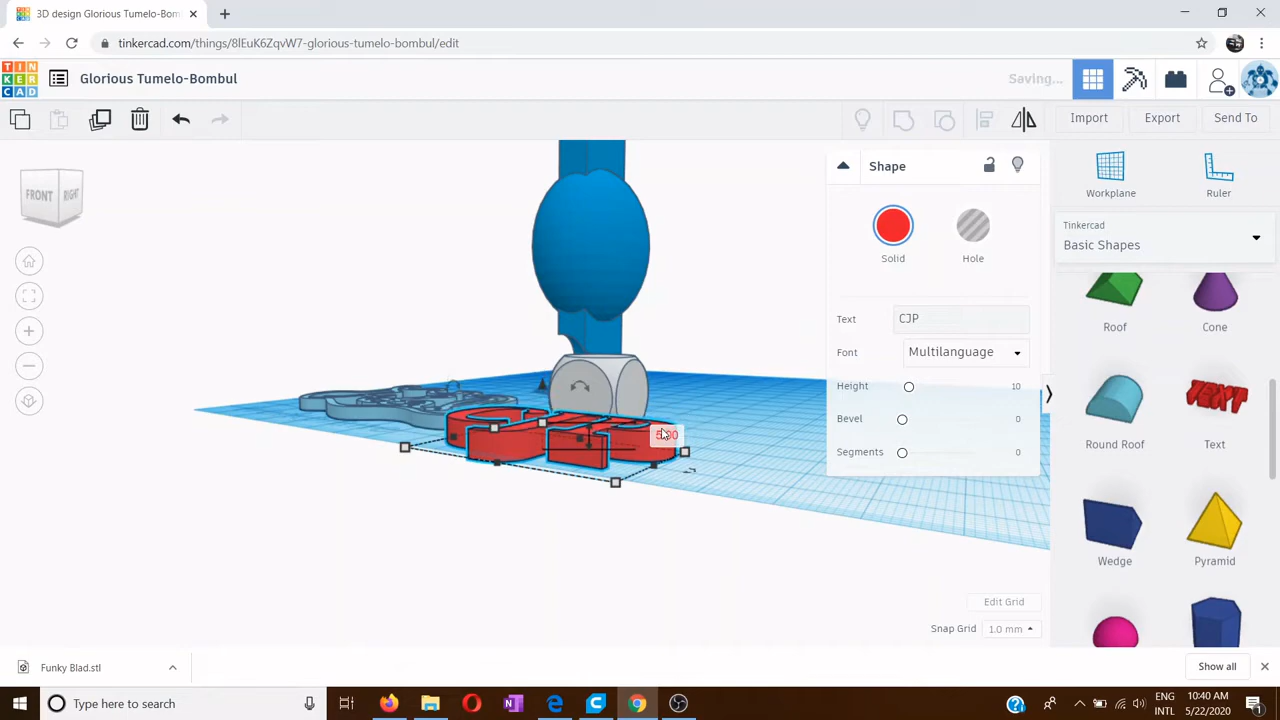 3D design Glorious Tumelo-Bom
tinkercad.com/things/8lEuK6ZqvW7-glorious-tumelo-bombul/edit
TIN
KER
CAD
Glorious Tumelo-Bombul
Saving...
Import
Export
Send To
FRONT
RIGHT
Shape
Solid
Hole
Text
CJP
Font
Multilanguage
Height
10
Bevel
0
Segments
0
Workplane
Ruler
Tinkercad
Basic Shapes
Roof
Cone
TEXT
Round Roof
Text
Wedge
Pyramid
Edit Grid
Snap Grid
1.0 mm
Funky Blad.stl
Show all
Type here to search
ENG
INTL
10:40 AM
5/22/2020